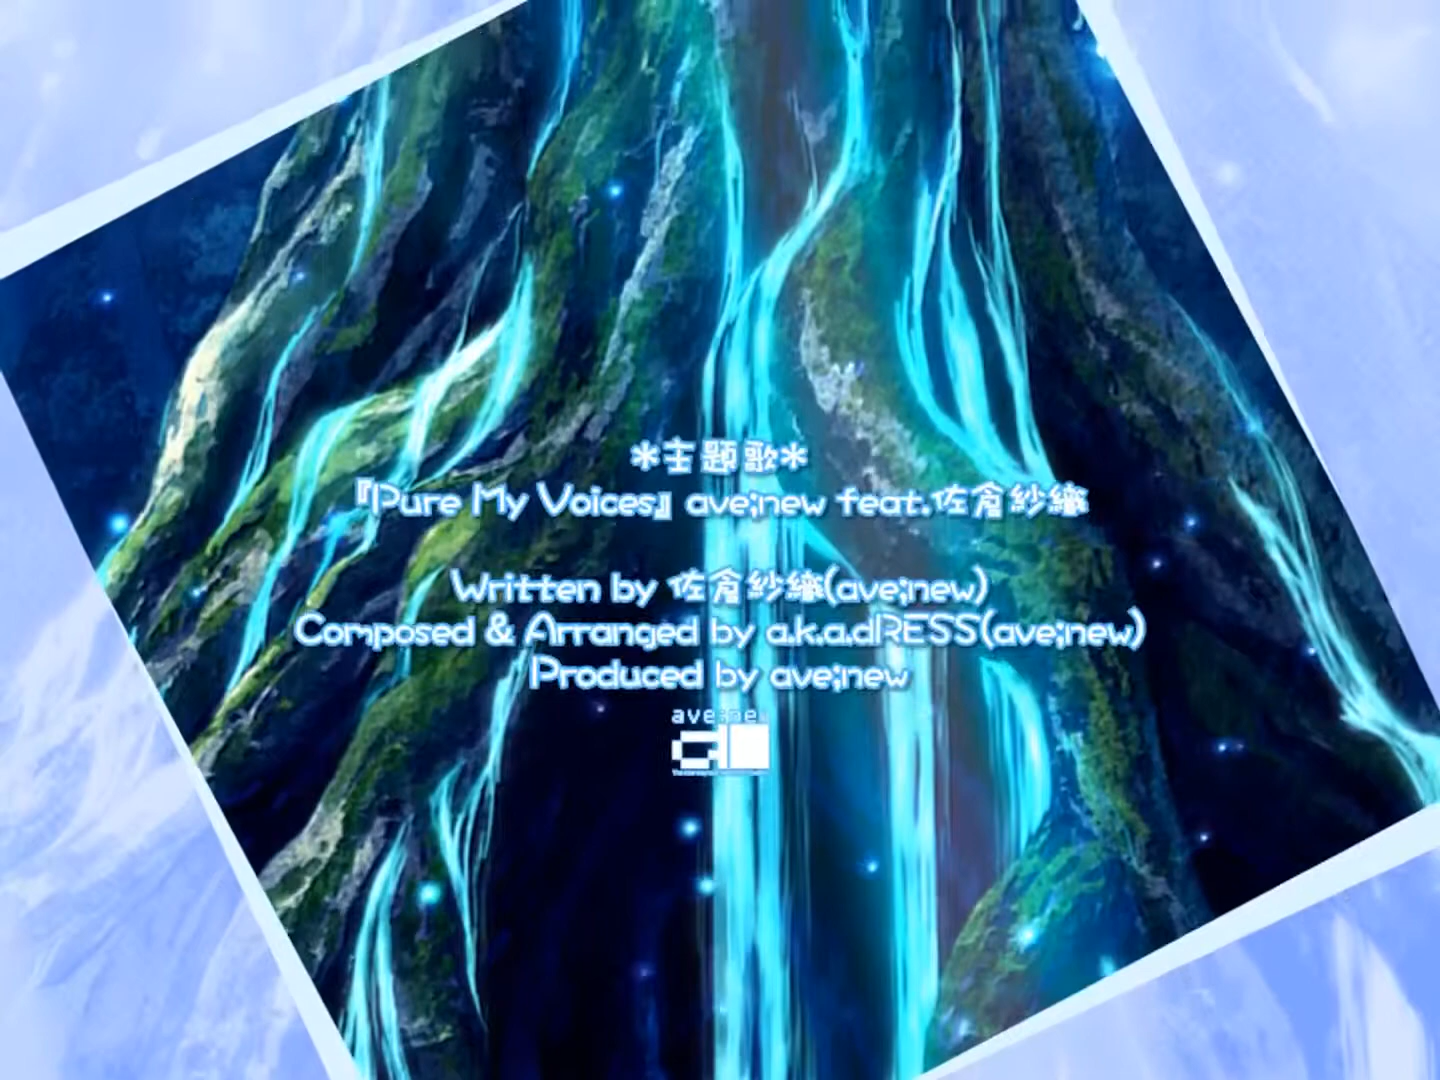 ＊主題歌＊
『Pure My Voices』 ave;new feat.佐倉紗織
Written by 佐倉紗織(ave;new)
Composed & Arranged by a.k.a.dRESS(ave;new)
Produced by ave;new
ave;new